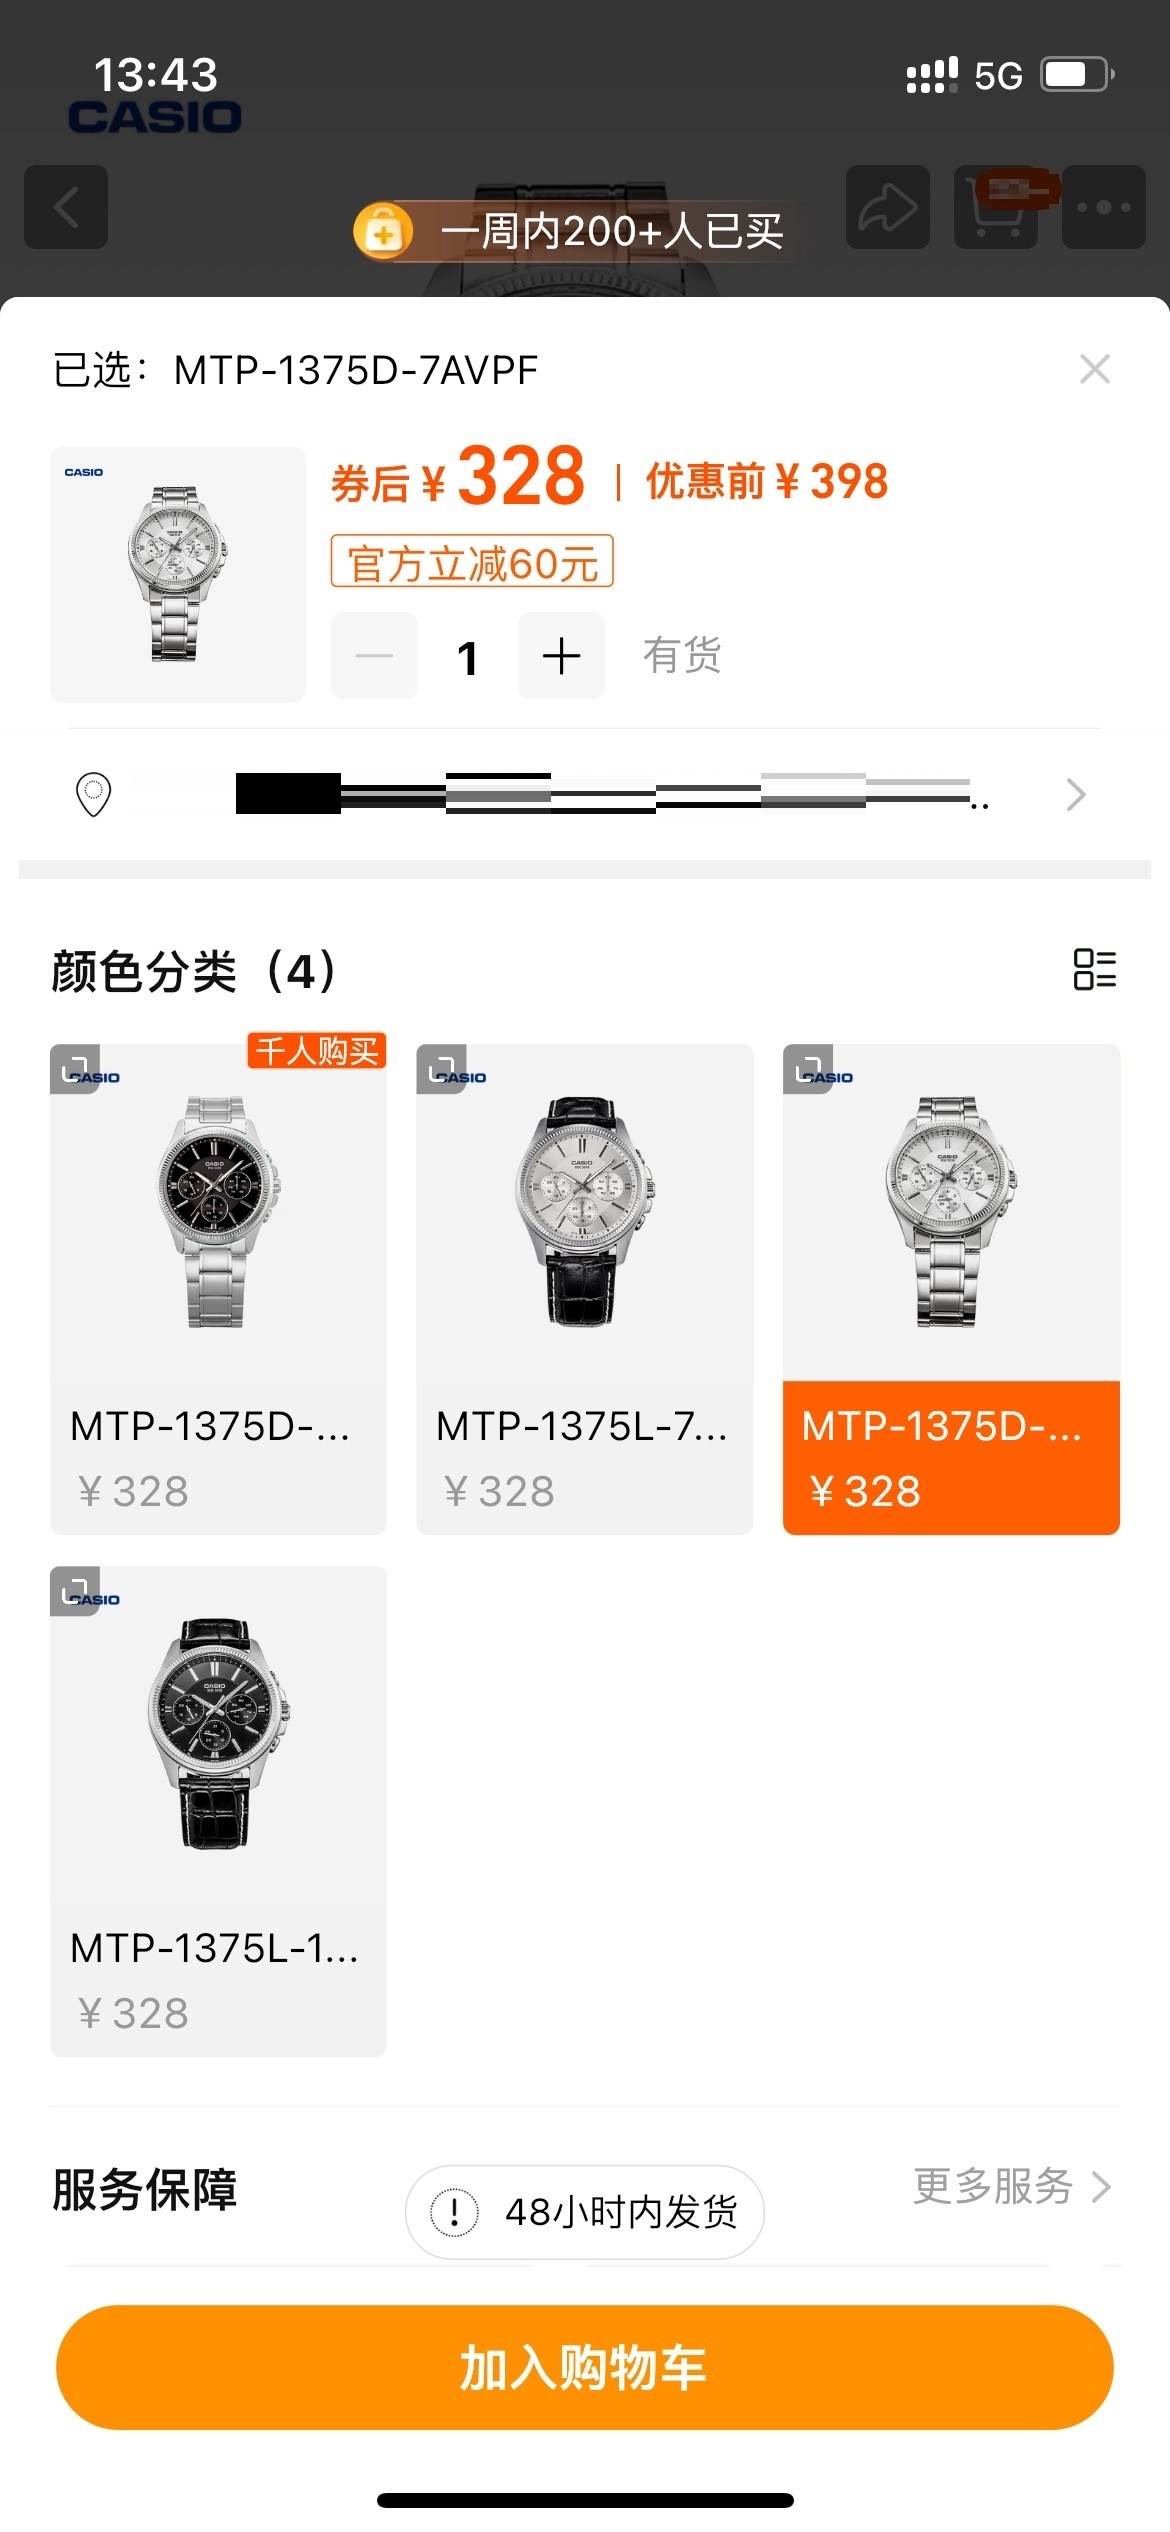 13:43
5G
CASIO
一周内200+人已买
已选：MTP-1375D-7AVPF
CASIO
券后¥328 | 优惠前¥398
官方立减60元
1
有货
..
颜色分类（4）
千人购买
CASIO
CASIO
CASIO
CASIO
CASIO
CASIO
MTP-1375D-...
MTP-1375L-7...
MTP-1375D-...
¥328
¥328
¥328
CASIO
CASIO
MTP-1375L-1...
¥328
服务保障
48小时内发货
更多服务
加入购物车